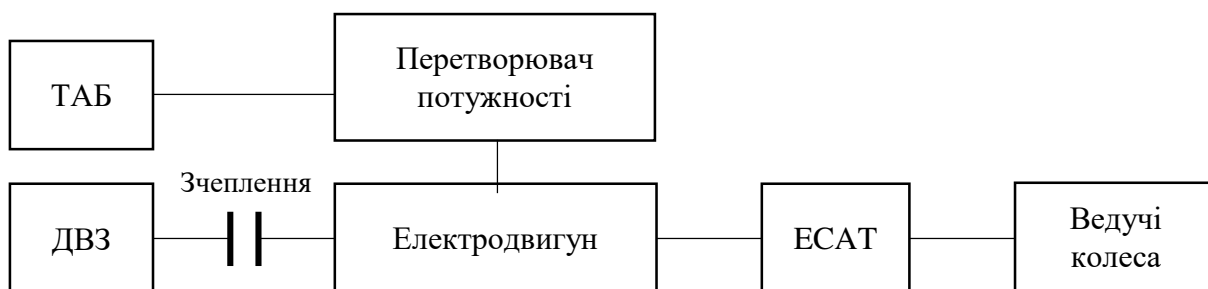 ТАБ
Перетворювач
потужності
Зчеплення
ДВЗ
Електродвигун
ЕСАТ
Ведучі
колеса